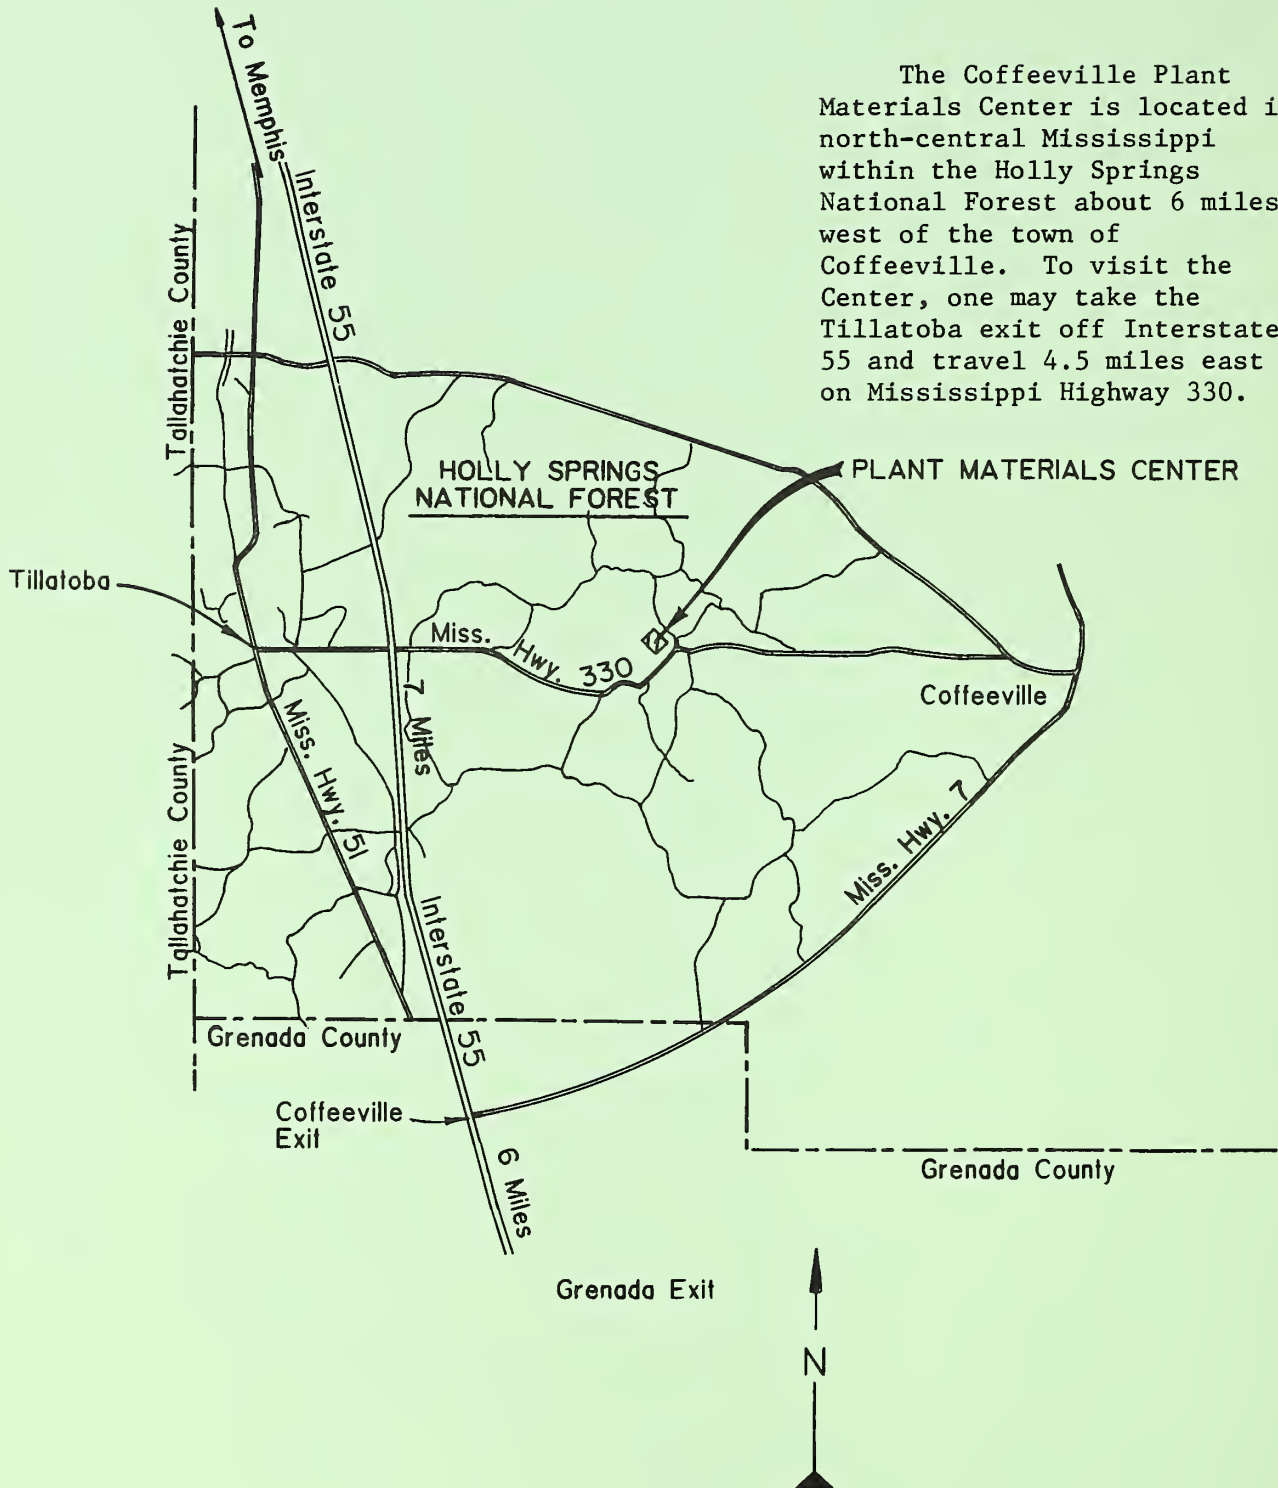 To Memphis
The Coffeeville Plant
Materials Center is located i
north-central Mississippi
within the Holly Springs
National Forest about 6 miles
west of the town of
Coffeeville. To visit the
Center, one may take the
Tillatoba exit off Interstate
55 and travel 4.5 miles east
on Mississippi Highway 330.
Interstate 55
Tallahatchie County
HOLLY SPRINGS
NATIONAL FOREST
PLANT MATERIALS CENTER
Tillatoba
Miss. Hwy. 330
7 Miles
Coffeeville
Miss. Hwy. 51
Tallahatchie County
Miss. Hwy. 7
Interstate 55
Grenada County
Coffeeville
Exit
6 Miles
Grenada County
Grenada Exit
N